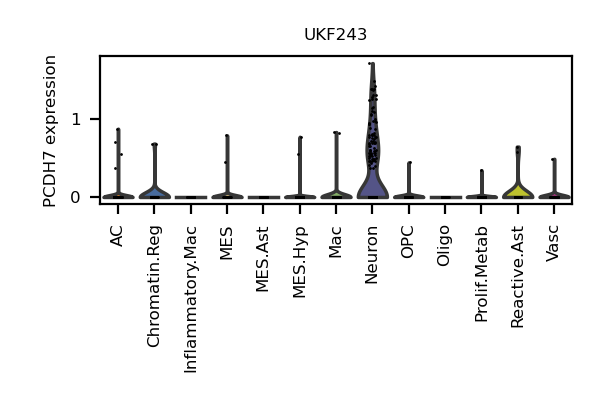 UKF243
PCDH7 expression
1
0
AC
Chromatin.Reg
Inflammatory.Mac
MES
MES.Ast
MES.Hyp
Mac
Neuron
OPC
Oligo
Prolif.Metab
Reactive.Ast
Vasc